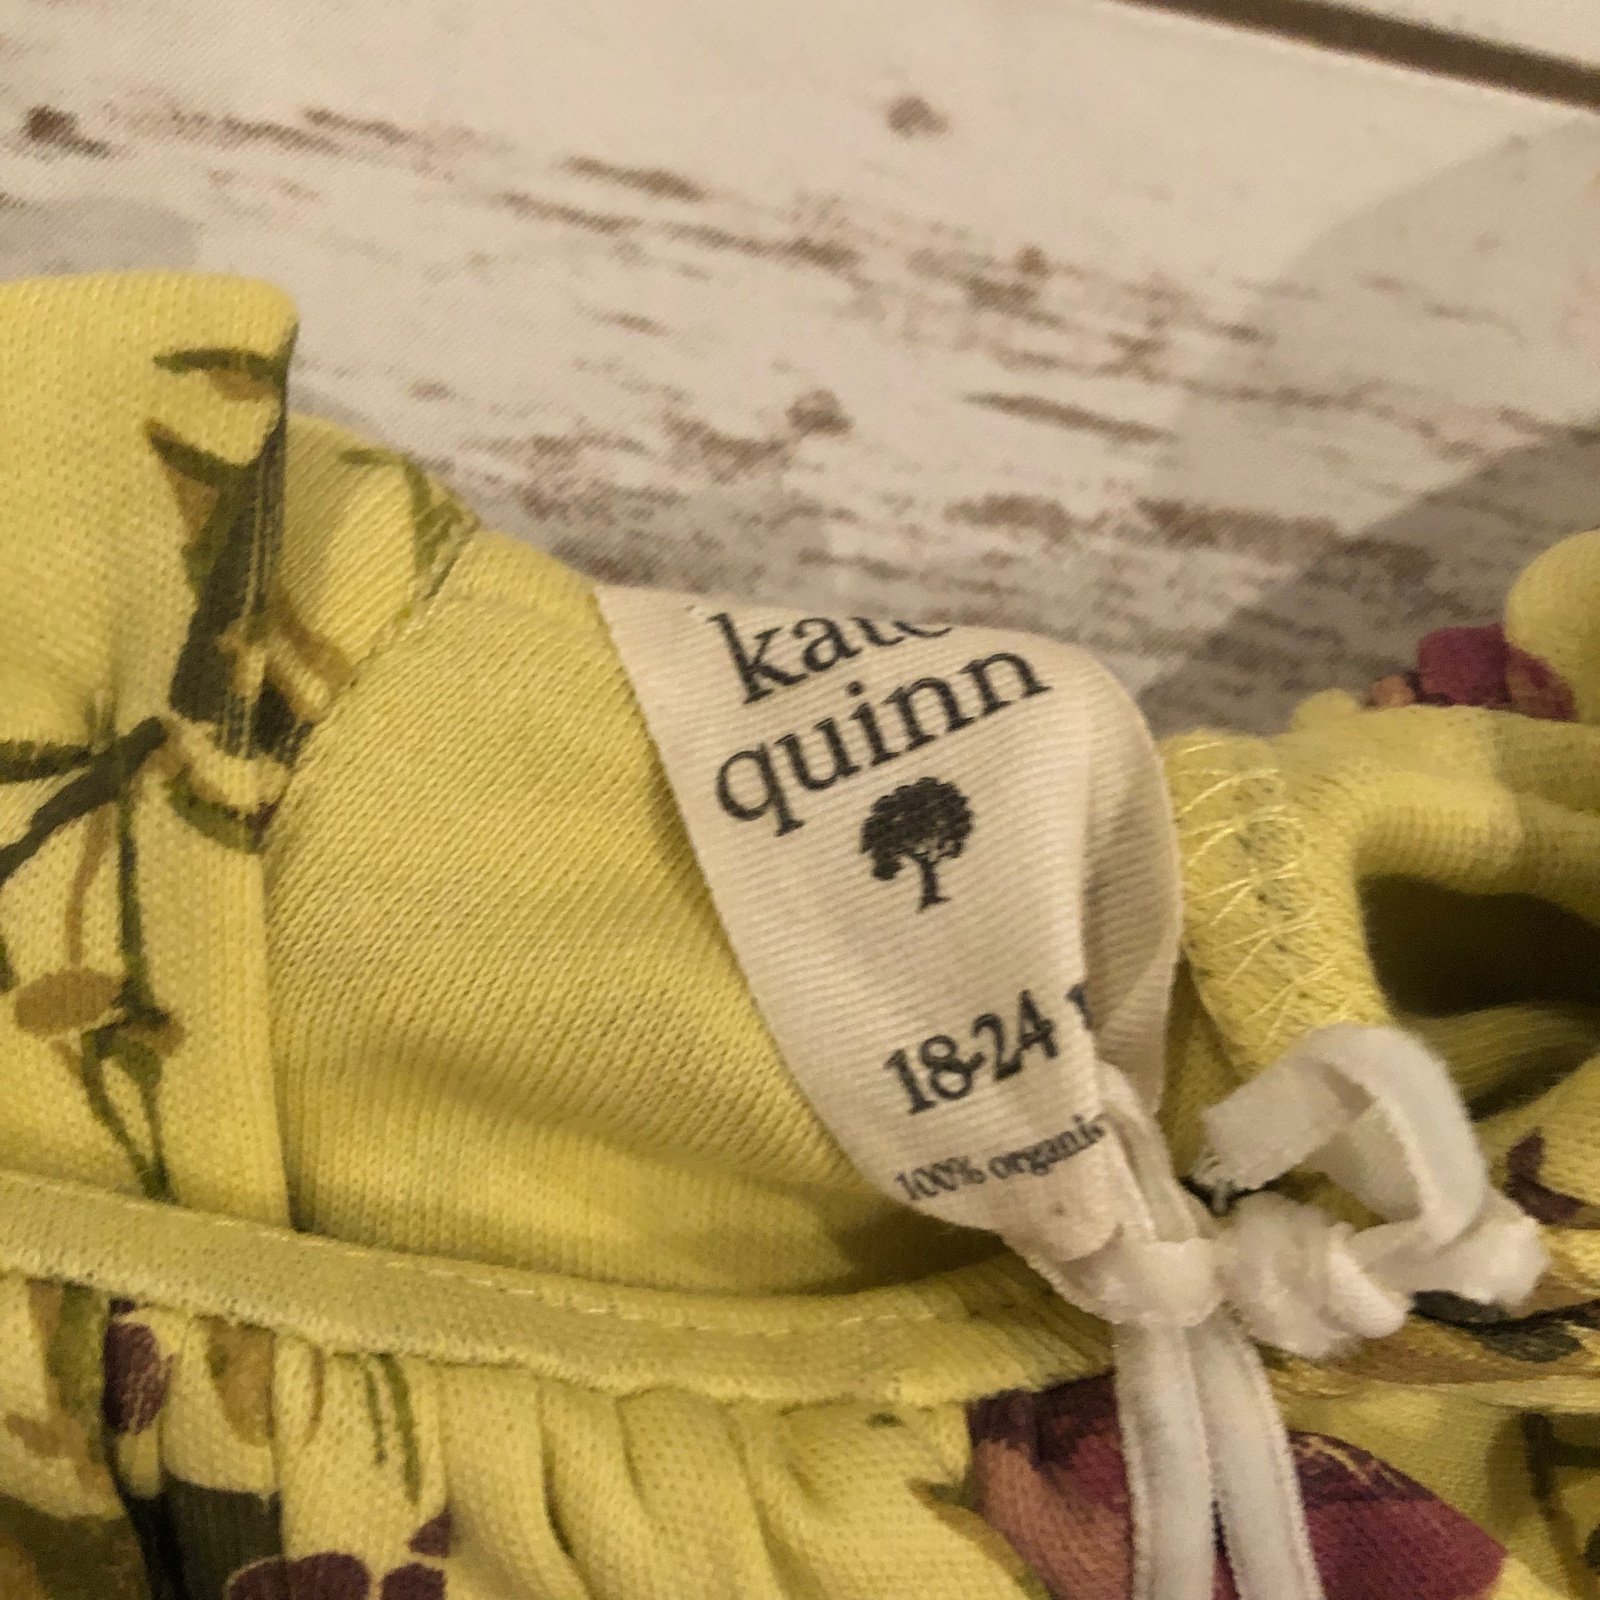 kate
quinn
18-24
100% organic